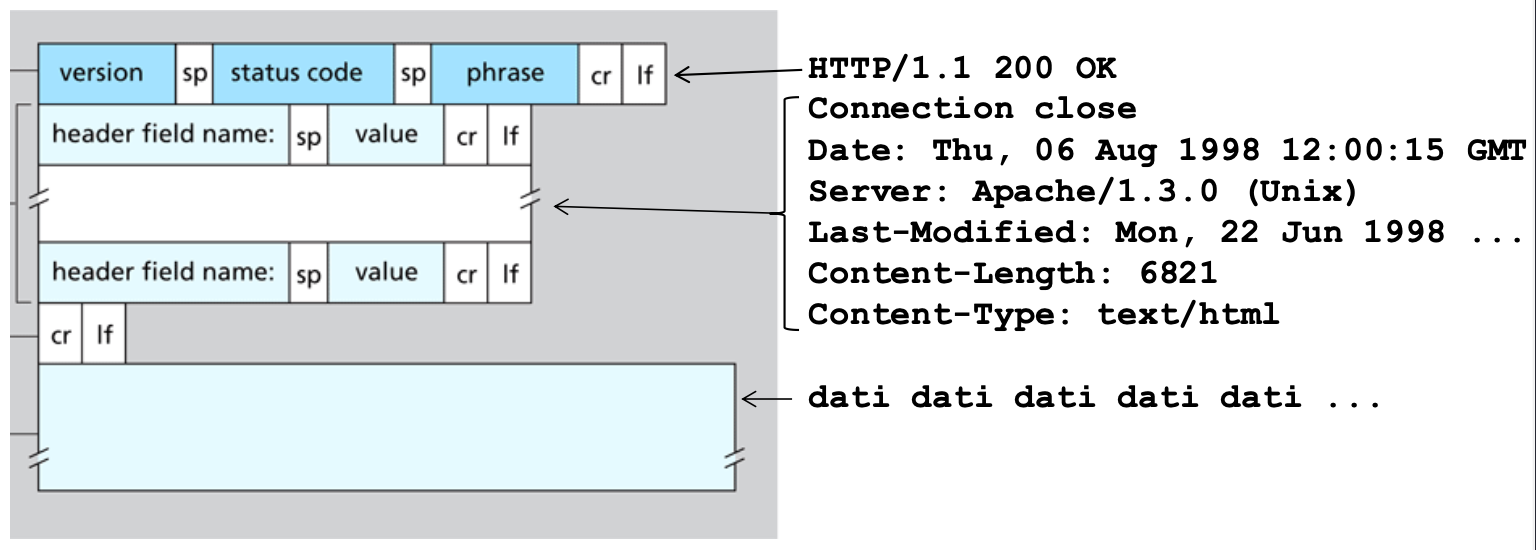 version sp status code sp phrase cr lf
header field name: sp value cr lf
header field name: sp value cr lf
cr lf
HTTP/1.1 200 OK
Connection close
Date: Thu, 06 Aug 1998 12:00:15 GMT
Server: Apache/1.3.0 (Unix)
Last-Modified: Mon, 22 Jun 1998 ...
Content-Length: 6821
Content-Type: text/html
dati dati dati dati dati ...